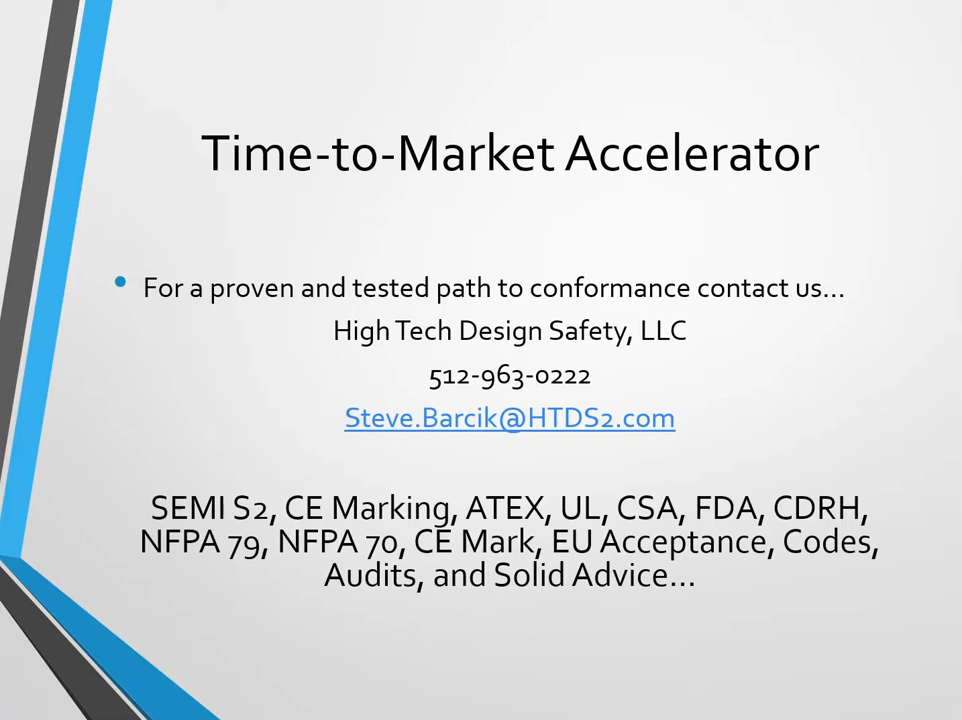 Time-to-Market Accelerator
• For a proven and tested path to conformance contact us…
High Tech Design Safety, LLC
512-963-0222
Steve.Barcik@HTDS2.com
SEMI S2, CE Marking, ATEX, UL, CSA, FDA, CDRH,
NFPA 79, NFPA 70, CE Mark, EU Acceptance, Codes,
Audits, and Solid Advice…